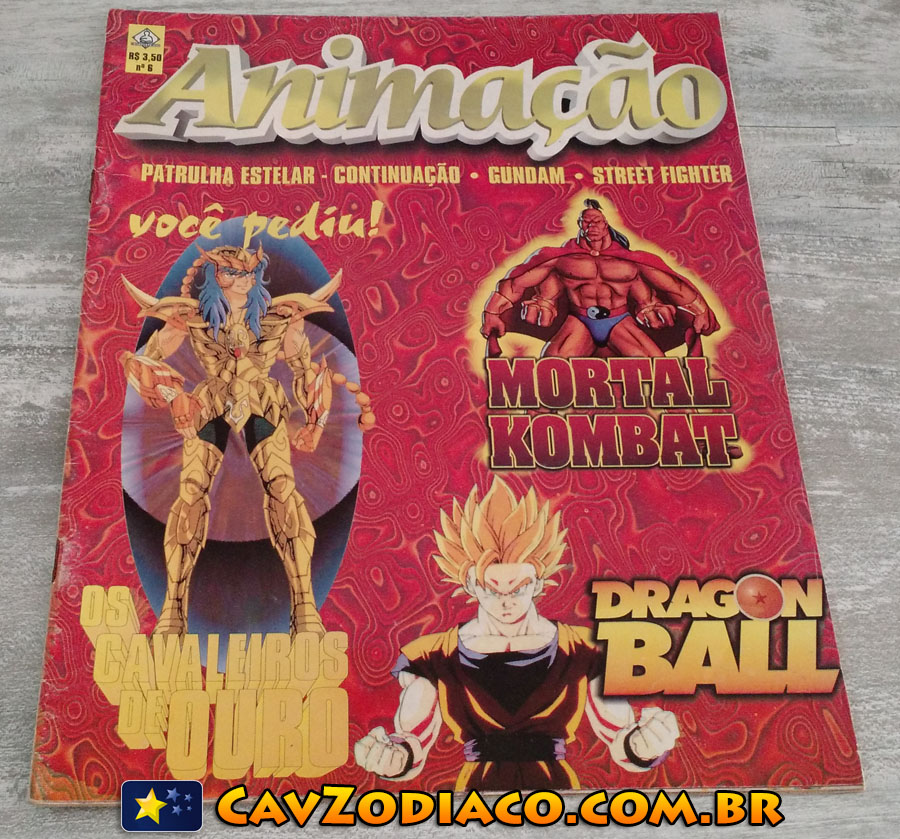 R$ 3,50
nº 6
Animação
PATRULHA ESTELAR - CONTINUAÇÃO • GUNDAM • STREET FIGHTER
você pediu!
MORTAL
KOMBAT
DRAGON
BALL
OS
CAVALEIROS
DE OURO
CAVZODIACO.COM.BR